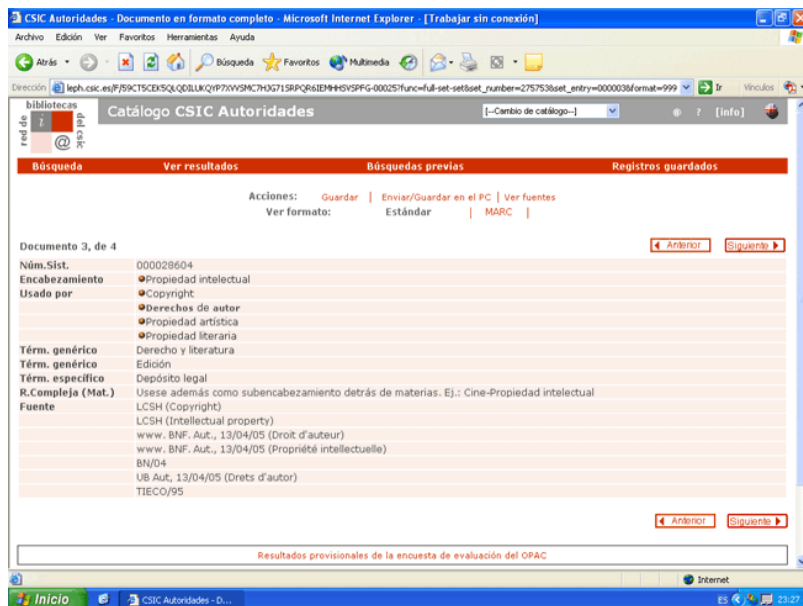 CSIC Autoridades - Documento en formato completo - Microsoft Internet Explorer - [Trabajar sin conexión]
Archivo Edición Ver Favoritos Herramientas Ayuda
Atrás Búsqueda Favoritos Multimedia
Dirección Ir Vínculos
red de bibliotecas del csic
Catálogo CSIC Autoridades [--Cambio de catálogo--] @ ? [info]
Búsqueda Ver resultados Búsquedas previas Registros guardados
Acciones: Guardar | Enviar/Guardar en el PC | Ver fuentes
Ver formato: Estándar | MARC |
Documento 3, de 4 Anterior Siguiente
Núm.Sist. 000028604
Encabezamiento Propiedad intelectual
Usado por Copyright
Derechos de autor
Propiedad artística
Propiedad literaria
Térm. genérico Derecho y literatura
Térm. genérico Edición
Térm. específico Depósito legal
R.Compleja (Mat.) Usese además como subencabezamiento detrás de materias. Ej.: Cine-Propiedad intelectual
Fuente LCSH (Copyright)
LCSH (Intellectual property)
www. BNF. Aut., 13/04/05 (Droit d'auteur)
www. BNF. Aut., 13/04/05 (Propriété intellectuelle)
BN/04
UB Aut, 13/04/05 (Drets d'autor)
TIECO/95
Anterior Siguiente
Resultados provisionales de la encuesta de evaluación del OPAC
Internet
Inicio CSIC Autoridades - D... ES 23:27